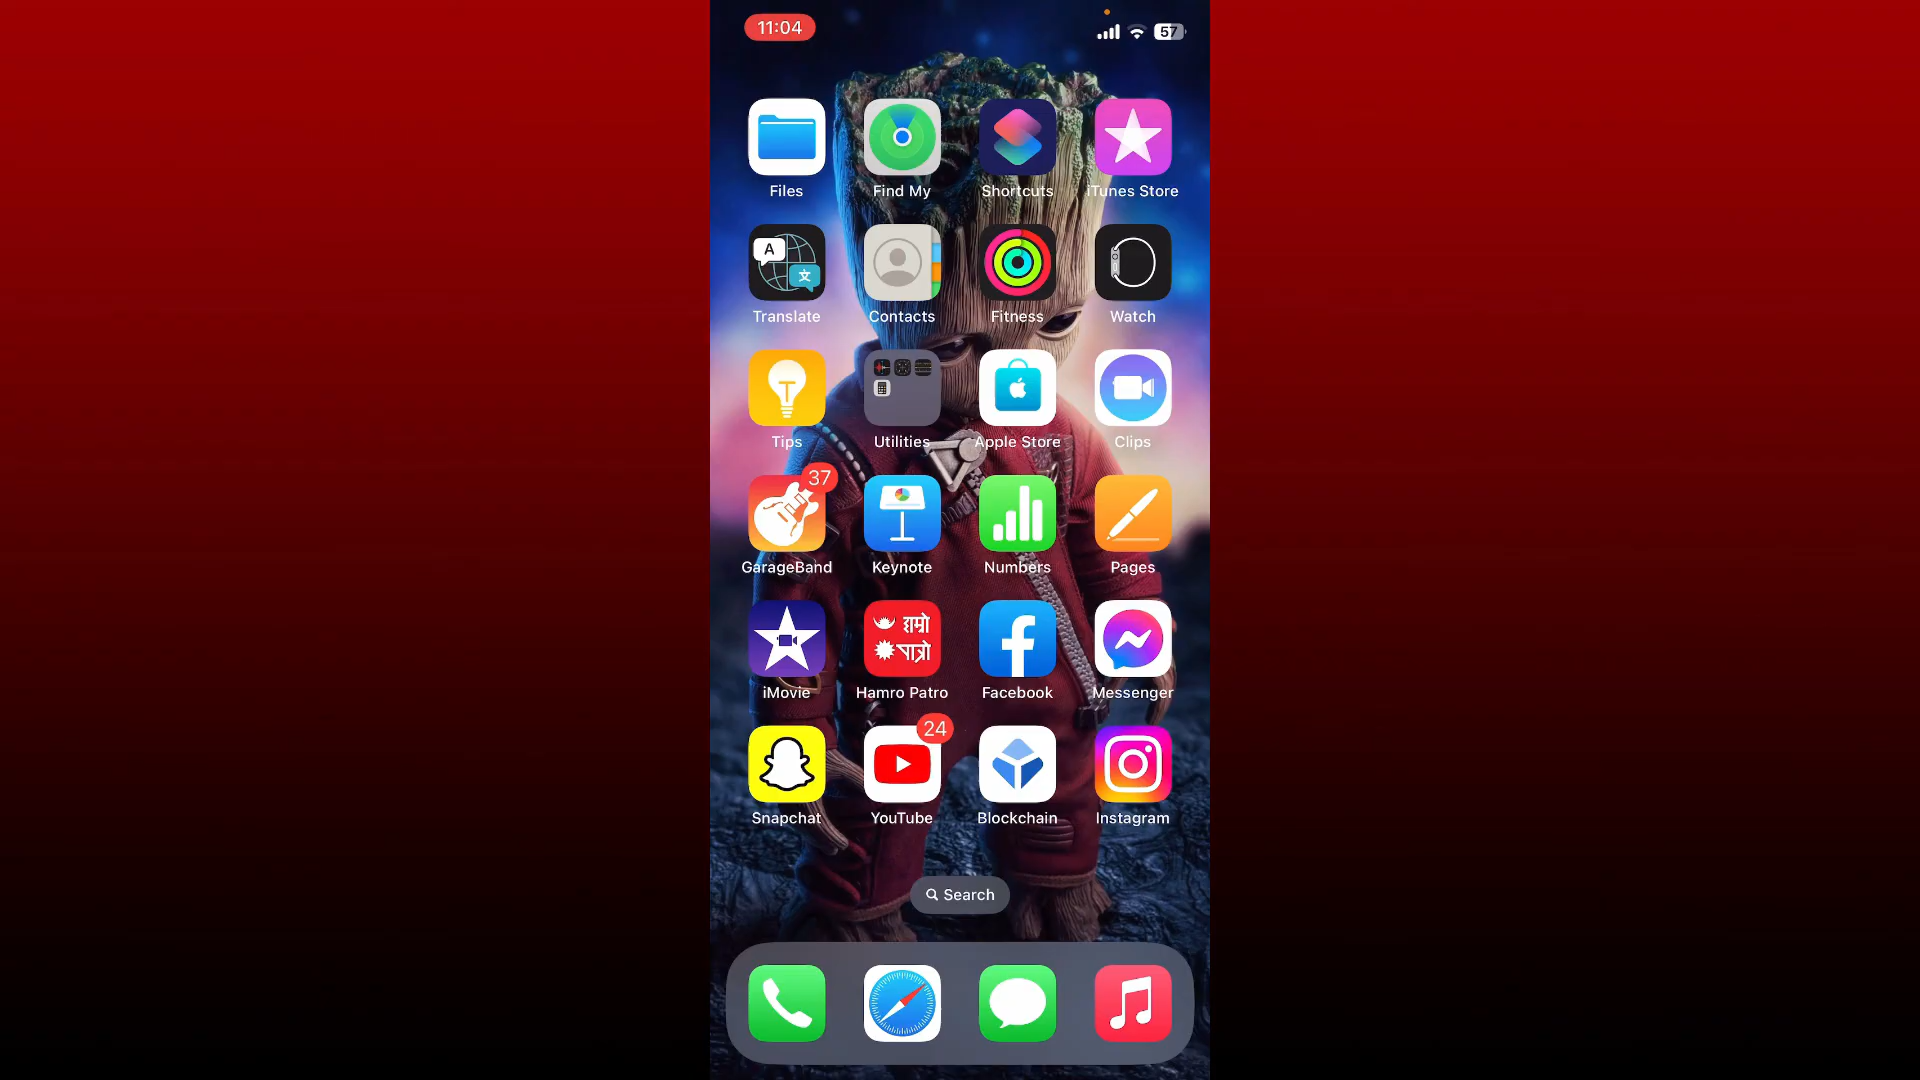 11:04
57
Files Find My Shortcuts iTunes Store
A
文
Translate Contacts Fitness Watch
Tips Utilities Apple Store Clips
37
GarageBand Keynote Numbers Pages
हाम्रो
पात्रो
iMovie Hamro Patro Facebook Messenger
24
Snapchat YouTube Blockchain Instagram
Search